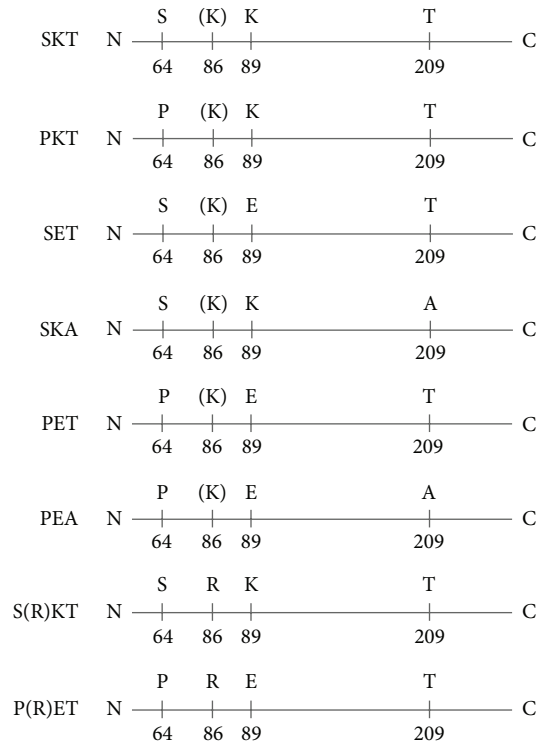 S (K) K T
SKT N C
64 86 89 209
P (K) K T
PKT N C
64 86 89 209
S (K) E T
SET N C
64 86 89 209
S (K) K A
SKA N C
64 86 89 209
P (K) E T
PET N C
64 86 89 209
P (K) E A
PEA N C
64 86 89 209
S R K T
S(R)KT N C
64 86 89 209
P R E T
P(R)ET N C
64 86 89 209